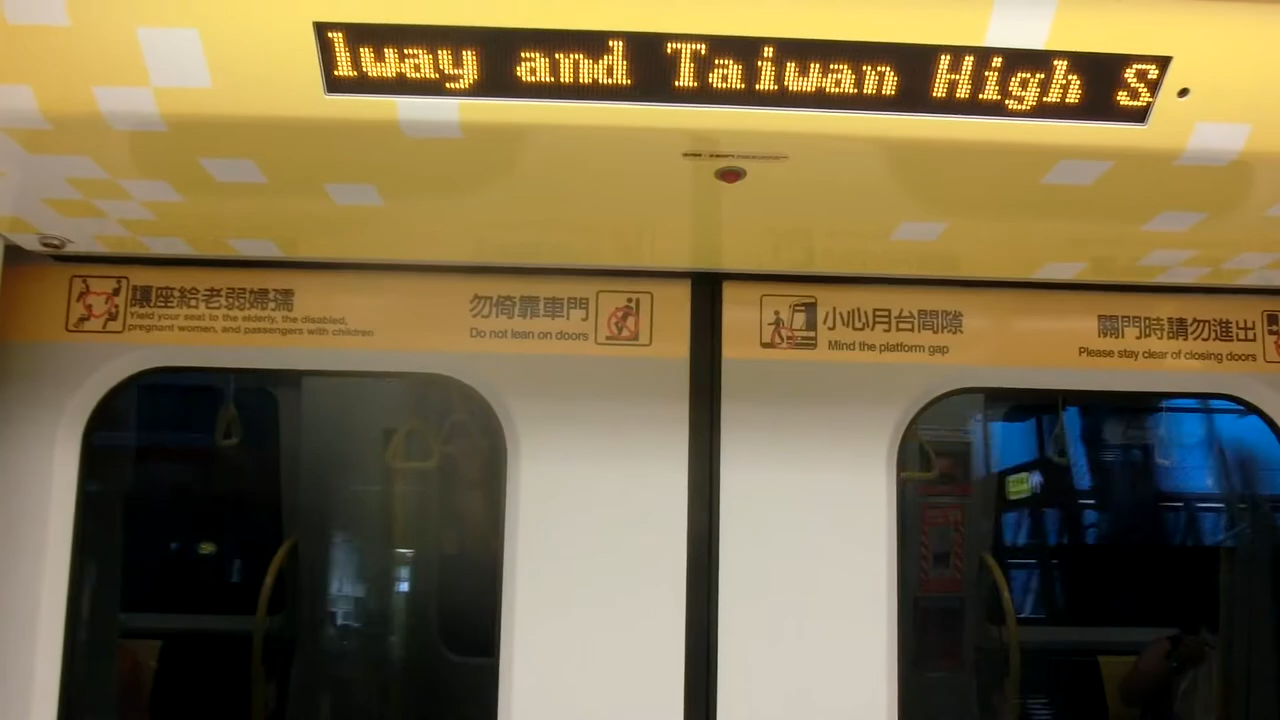 lway and Taiwan High S
讓座給老弱婦孺
Yield your seat to the elderly, the disabled,
pregnant women, and passengers with children
勿倚靠車門
Do not lean on doors
小心月台間隙
Mind the platform gap
關門時請勿進出
Please stay clear of closing doors